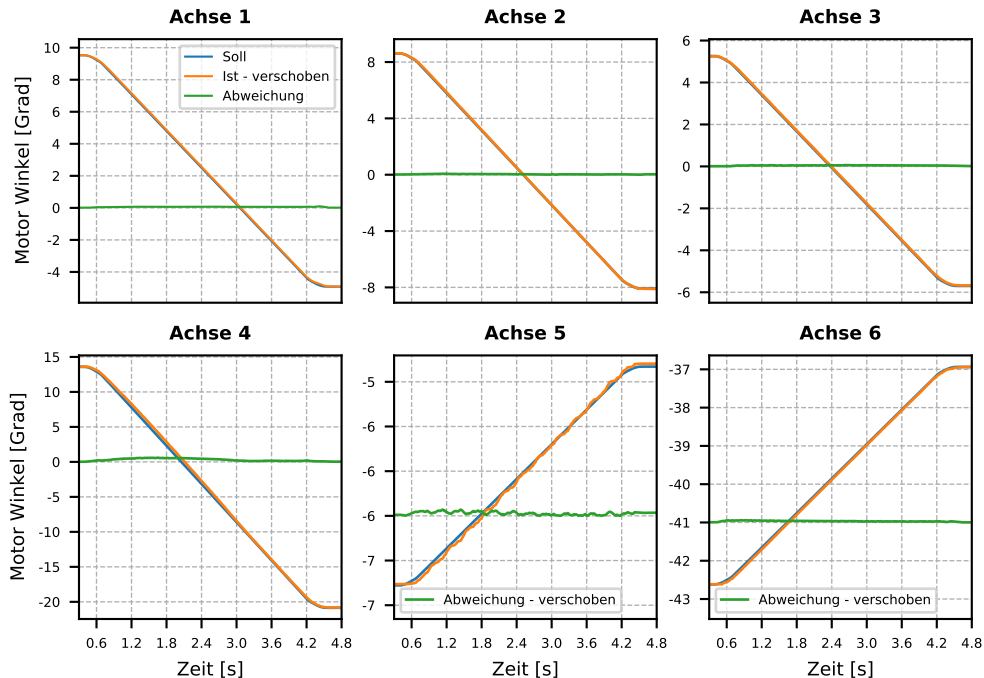 Achse 1
Achse 2
Achse 3
Motor Winkel [Grad]
10
8
6
4
2
0
-2
-4
Soll
Ist - verschoben
Abweichung
8
4
0
-4
-8
6
4
2
0
-2
-4
-6
Achse 4
Achse 5
Achse 6
Motor Winkel [Grad]
15
10
5
0
-5
-10
-15
-20
0.6 1.2 1.8 2.4 3.0 3.6 4.2 4.8
Zeit [s]
-5
-6
-6
-6
-7
-7
Abweichung - verschoben
0.6 1.2 1.8 2.4 3.0 3.6 4.2 4.8
Zeit [s]
-37
-38
-39
-40
-41
-42
-43
Abweichung - verschoben
0.6 1.2 1.8 2.4 3.0 3.6 4.2 4.8
Zeit [s]